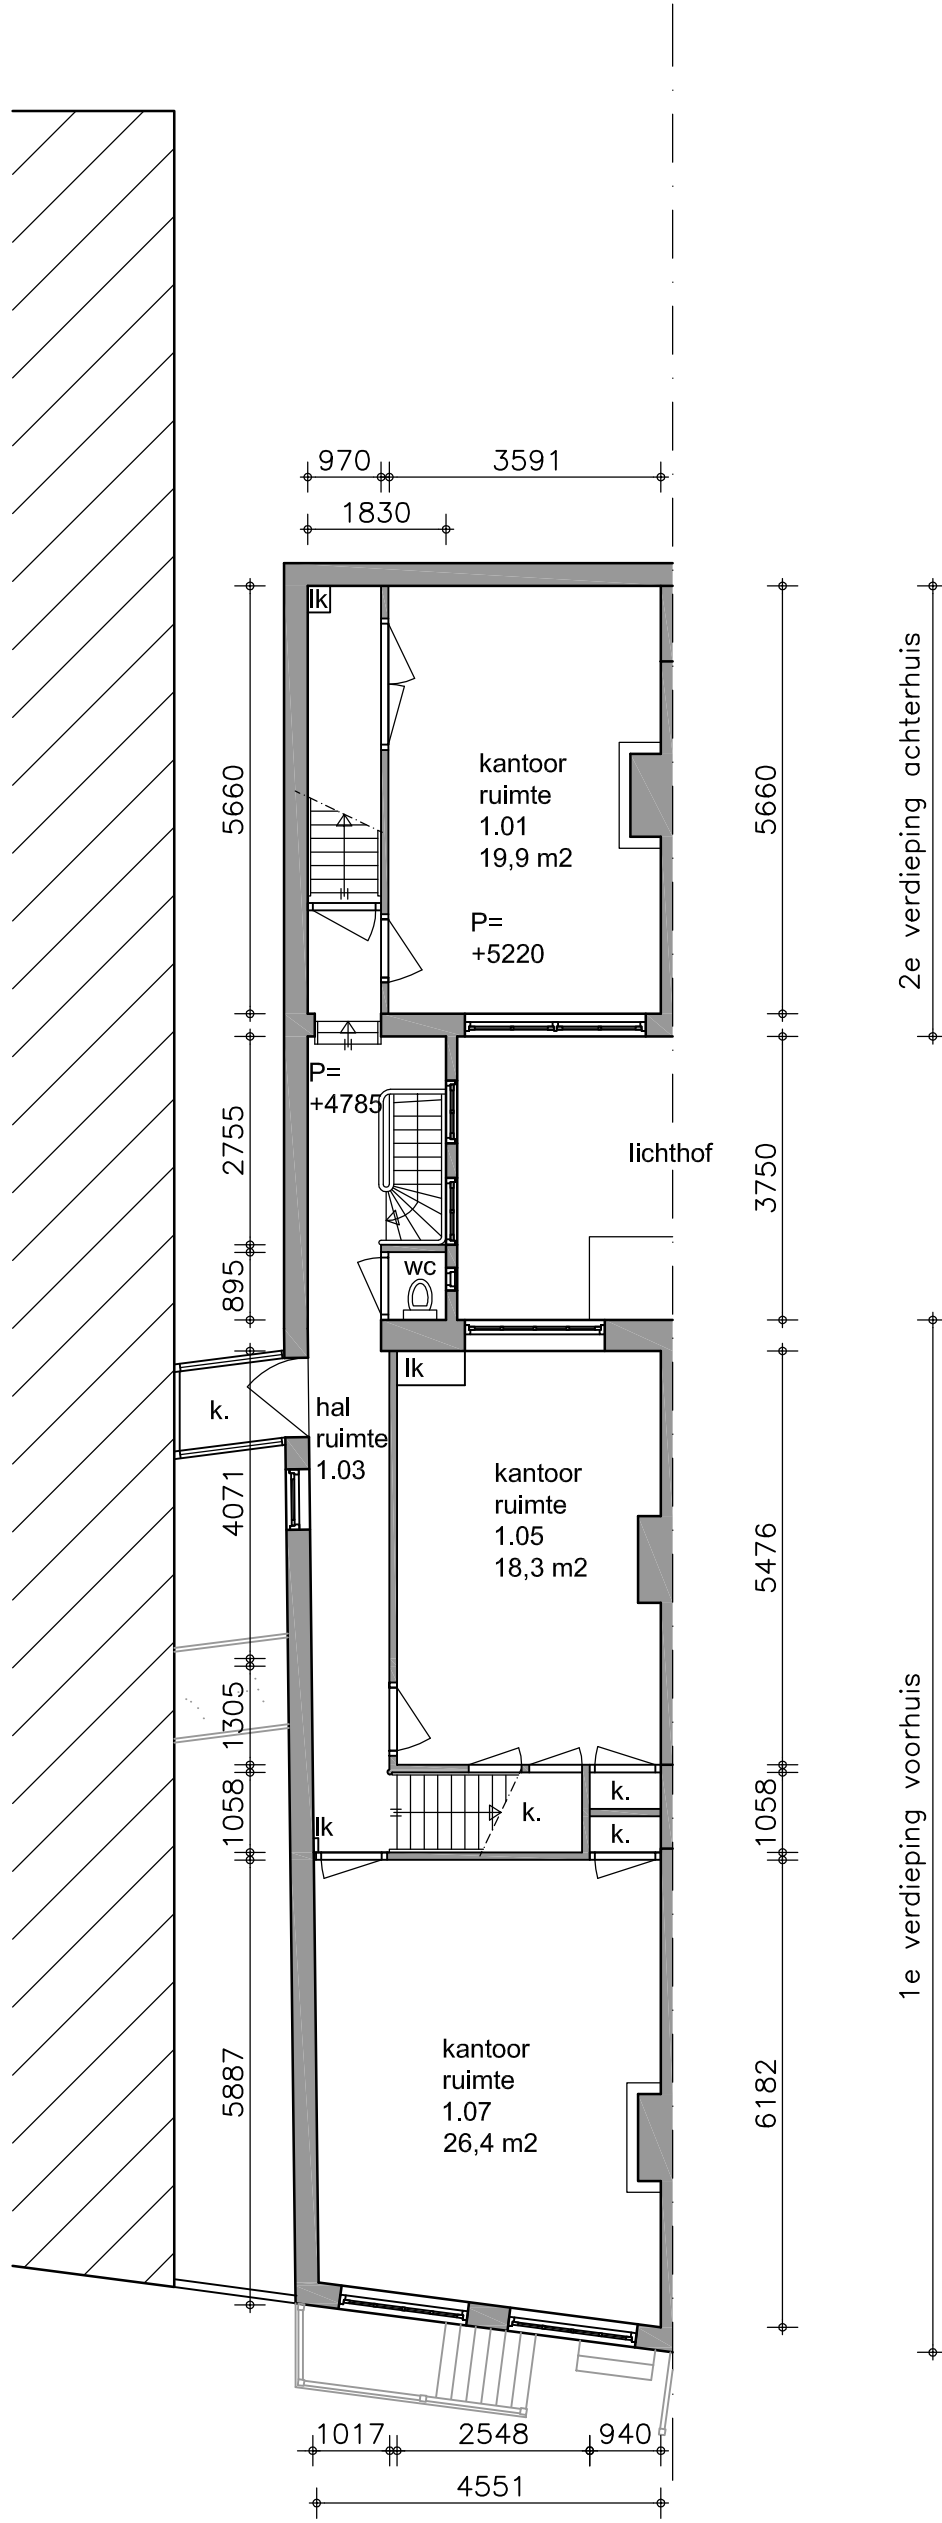 970
3591
1830
lk
5660
5660
2e verdieping achterhuis
kantoor
ruimte
1.01
19,9 m2
P=
+5220
P=
+4785
2755
lichthof
3750
895
wc
lk
k.
hal
ruimte
1.03
4071
kantoor
ruimte
1.05
18,3 m2
5476
1305
1e verdieping voorhuis
1058
k.
k.
k.
1058
lk
5887
kantoor
ruimte
1.07
26,4 m2
6182
1017
2548
940
4551